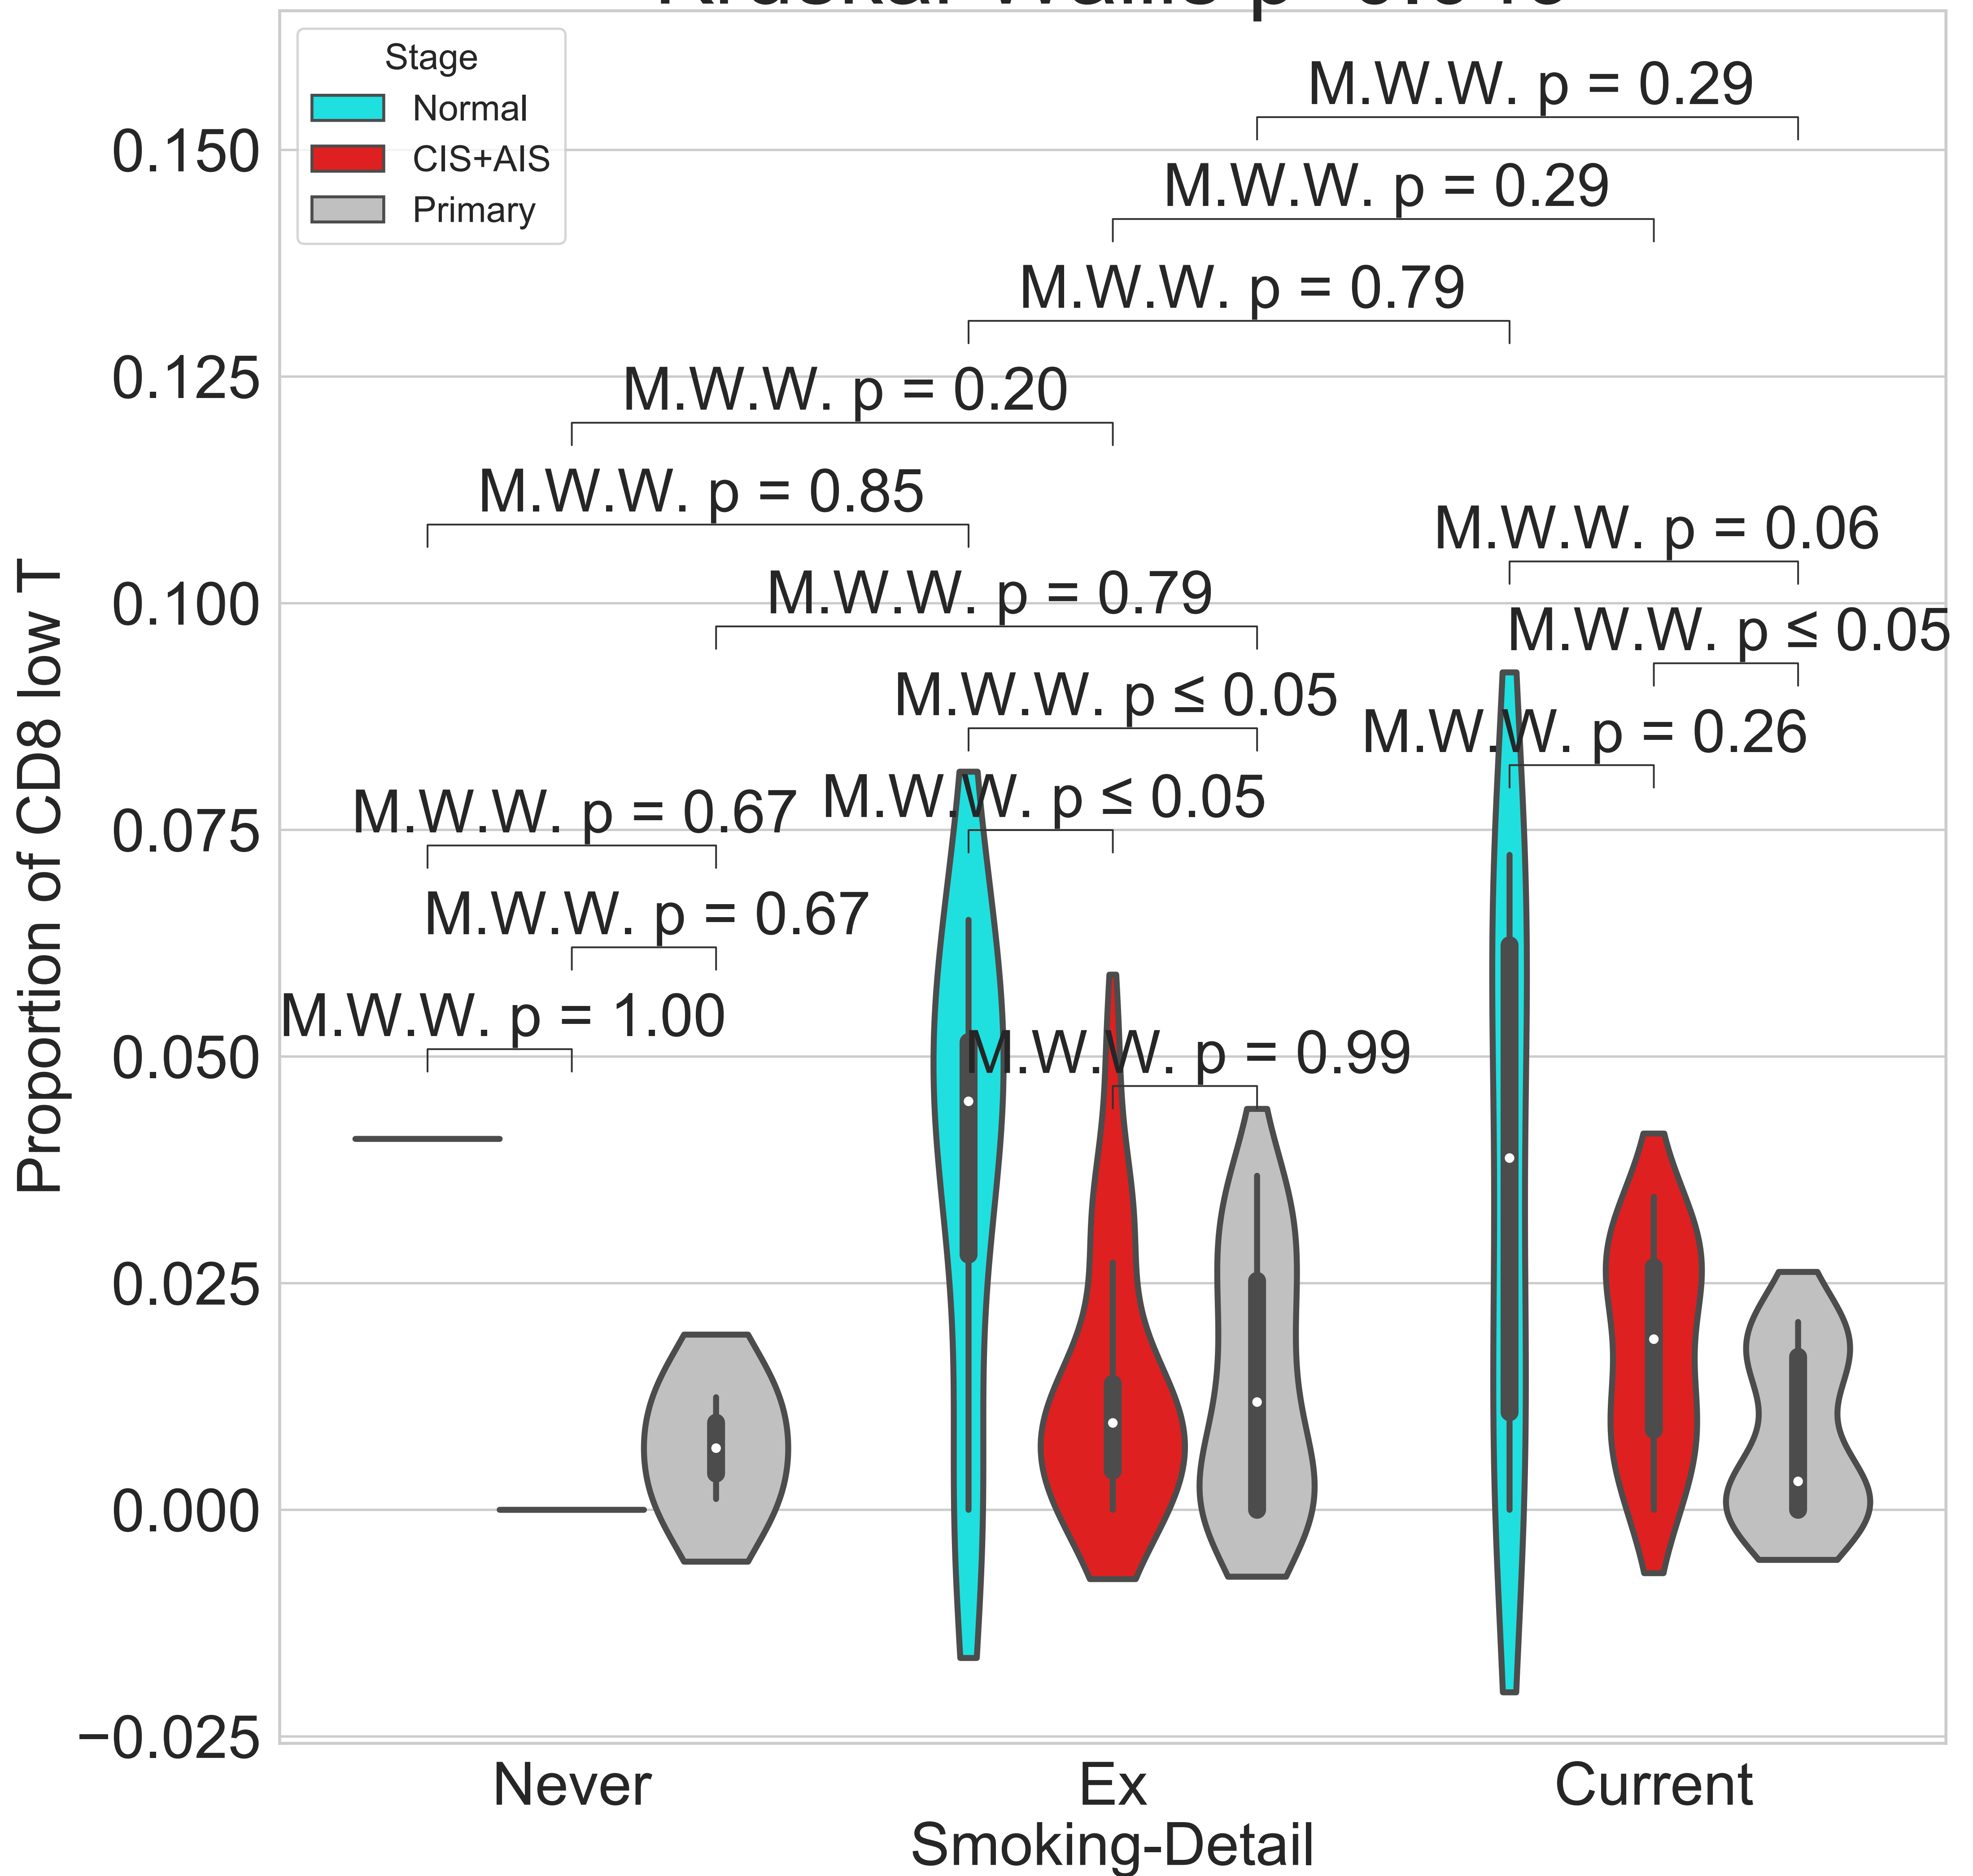 Stage
Normal
CIS+AIS
Primary
M.W.W. p = 0.29
M.W.W. p = 0.29
M.W.W. p = 0.79
M.W.W. p = 0.20
M.W.W. p = 0.85
M.W.W. p = 0.06
M.W.W. p = 0.79
M.W.W. p ≤ 0.05
M.W.W. p ≤ 0.05
M.W.W. p = 0.26
M.W.W. p ≤ 0.05
M.W.W. p = 0.67
M.W.W. p = 0.67
M.W.W. p = 1.00
M.W.W. p = 0.99
0.150
0.125
0.100
0.075
0.050
0.025
0.000
−0.025
Proportion of CD8 low T
Never
Ex
Current
Smoking-Detail